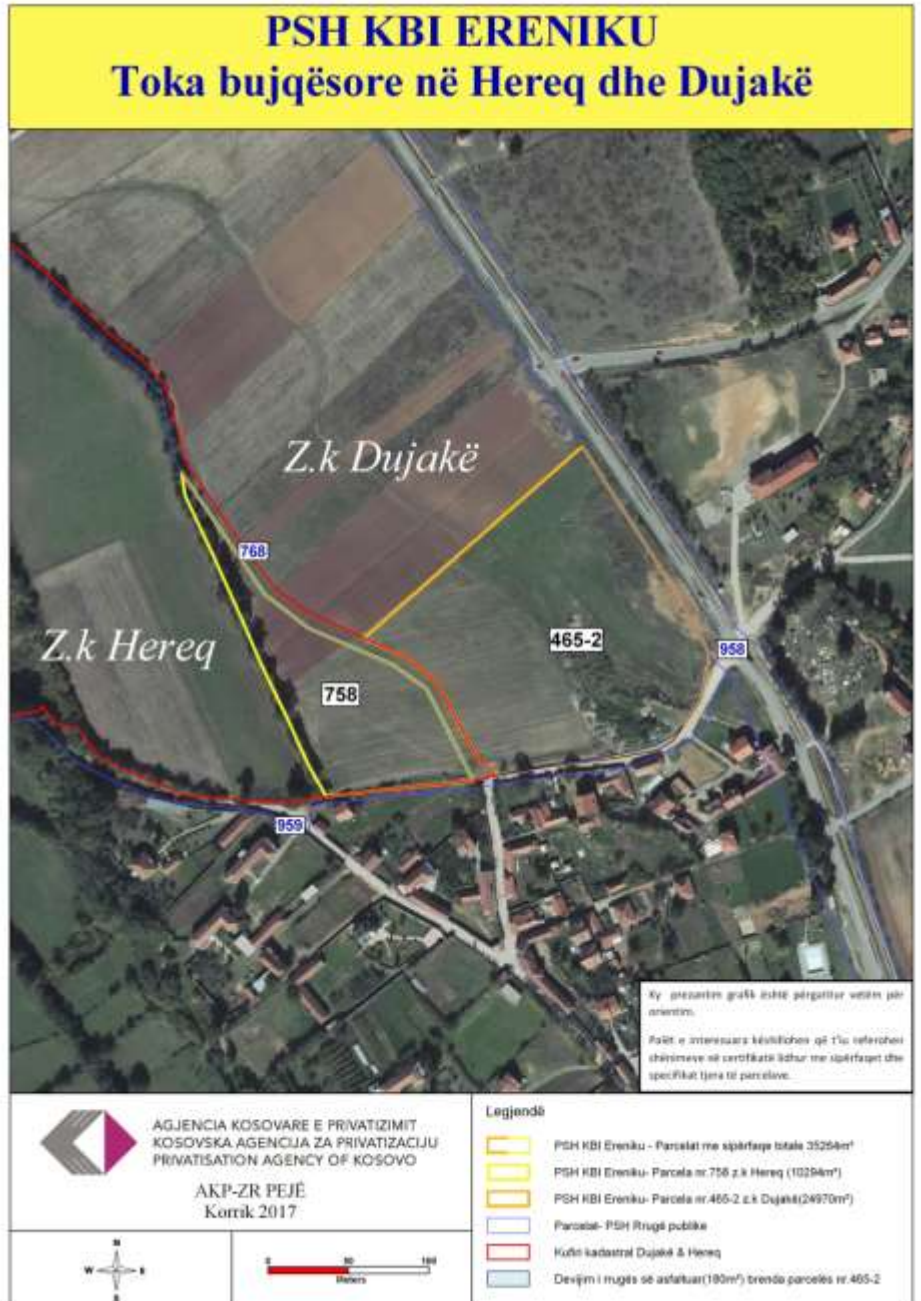 PSH KBI ERENIKU
Toka bujqësore në Hereq dhe Dujakë
Z.k Dujakë
768
Z.k Hereq
465-2
958
758
959
Ky prezantim grafik është përgatitur vetëm për
orientim.
Palët e interesuara këshillohen që t'iu referohen
shënimeve në certifikatë lidhur me sipërfaqet dhe
specifikat tjera të parcelave.
AGJENCIA KOSOVARE E PRIVATIZIMIT
KOSOVSKA AGENCIJA ZA PRIVATIZACIJU
PRIVATISATION AGENCY OF KOSOVO
AKP-ZR PEJË
Korrik 2017
N
W E
S
0 50 100
Meters
Legjendë
PSH KBI Ereniku - Parcelat me sipërfaqe totale 35264m²
PSH KBI Ereniku- Parcela nr.758 z.k Hereq (10294m²)
PSH KBI Ereniku- Parcela nr.465-2 z.k Dujakë(24970m²)
Parcelat- PSH Rrugë publike
Kufiri kadastral Dujakë & Hereq
Devijim i rrugës së asfaltuar(180m²) brenda parcelës nr.465-2